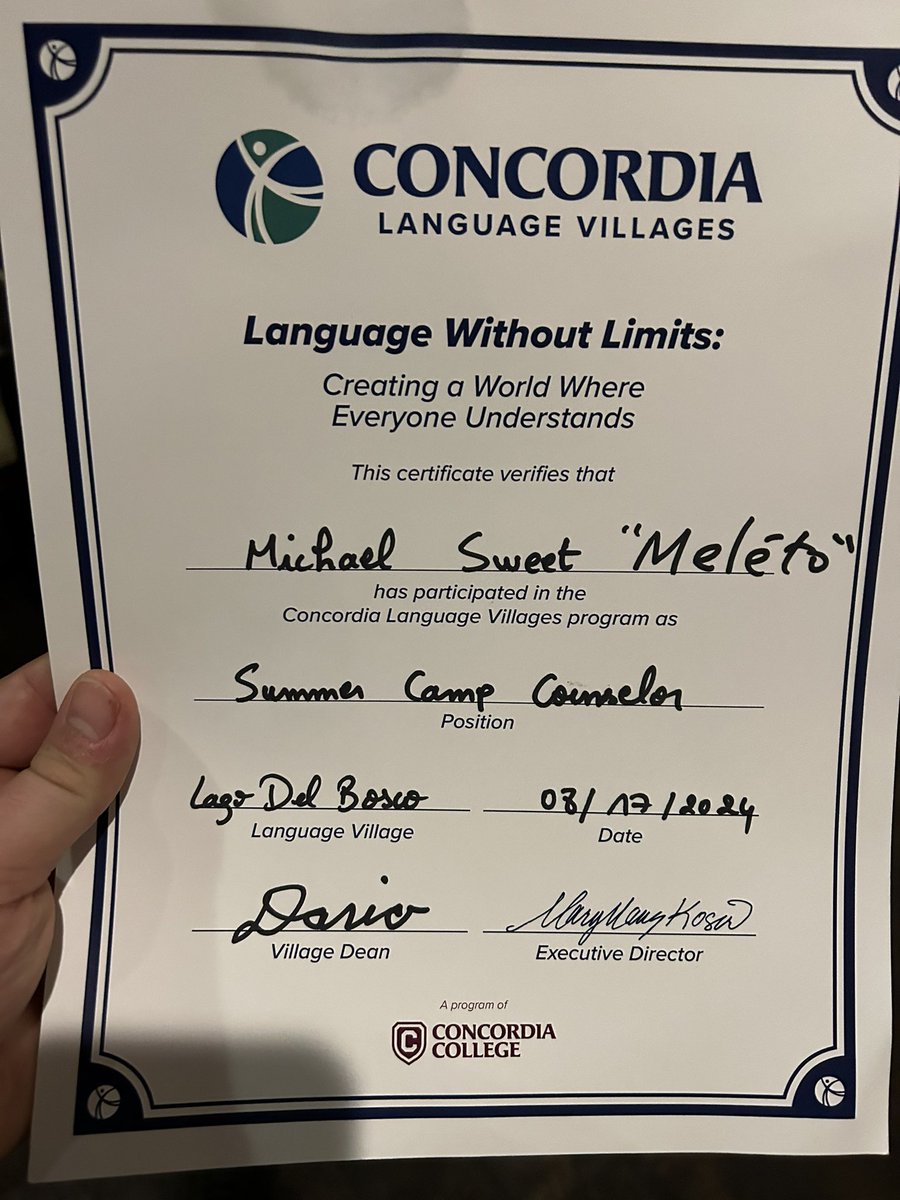 CONCORDIA
LANGUAGE VILLAGES
Language Without Limits:
Creating a World Where
Everyone Understands
This certificate verifies that
Michael Sweet "Meléto"
has participated in the
Concordia Language Villages program as
Summer Camp Counselor
Position
Lago Del Bosco 08/17/2024
Language Village Date
Dario
Village Dean Executive Director
A program of
C CONCORDIA
COLLEGE